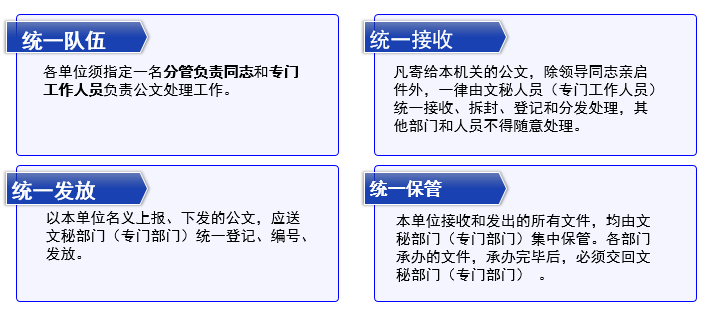 统一队伍
各单位须指定一名分管负责同志和专门
工作人员负责公文处理工作。
统一接收
凡寄给本机关的公文，除领导同志亲启
件外，一律由文秘人员（专门工作人员）
统一接收、拆封、登记和分发处理，其
他部门和人员不得随意处理。
统一发放
以本单位名义上报、下发的公文，应送
文秘部门（专门部门）统一登记、编号、
发放。
统一保管
本单位接收和发出的所有文件，均由文
秘部门（专门部门）集中保管。各部门
承办的文件，承办完毕后，必须交回文
秘部门（专门部门） 。